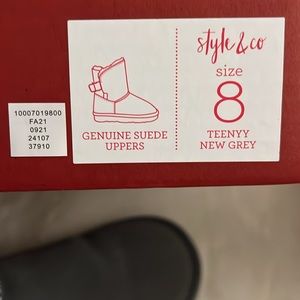 10007019800
FA21
0921
24107
37910
GENUINE SUEDE
UPPERS
style&co
size
8
TEENYY
NEW GREY